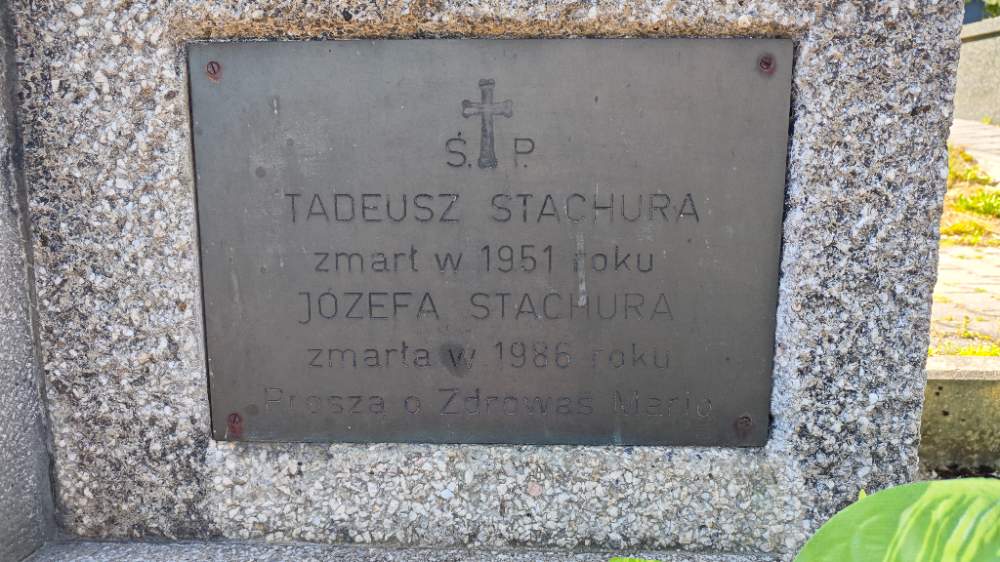 Ś. P.
TADEUSZ STACHURA
zmarł w 1951 roku
JÓZEFA STACHURA
zmarła w 1986 roku
Proszą o Zdrowaś Mario